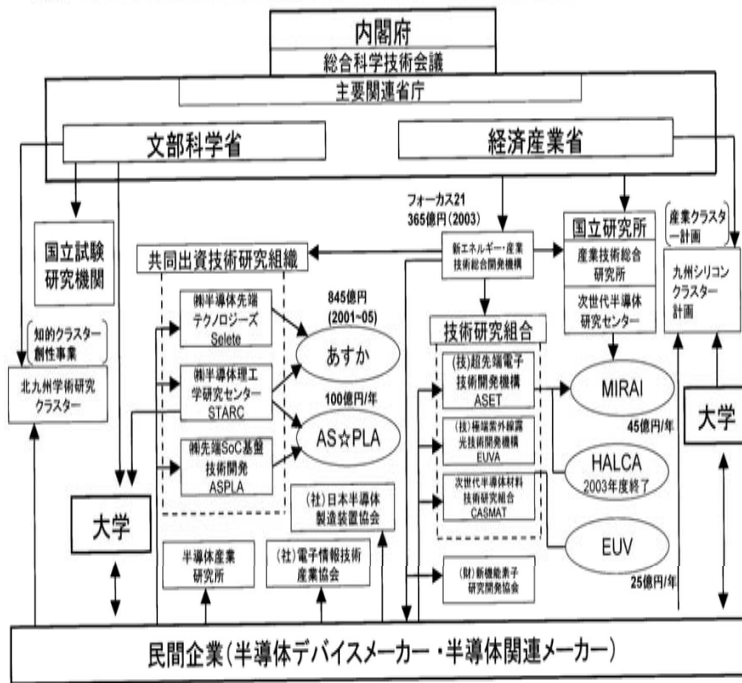 内閣府
総合科学技術会議
主要関連省庁
文部科学省
経済産業省
フォーカス21
365億円(2003)
国立試験
研究機関
共同出資技術研究組織
新エネルギー・産業
技術総合開発機構
国立研究所
産業技術総合
研究所
次世代半導体
研究センター
産業クラスタ
ー計画
九州シリコン
クラスター
計画
知的クラスター
創性事業
北九州学術研究
クラスター
㈱半導体先端
テクノロジーズ
Selete
㈱半導体理工
学研究センター
STARC
㈱先端SoC基盤
技術開発
ASPLA
845億円
(2001~05)
あすか
100億円/年
AS☆PLA
技術研究組合
(技)超先端電子
技術開発機構
ASET
(技)極端紫外線露
光技術開発機構
EUVA
次世代半導体材料
技術研究組合
CASMAT
MIRAI
45億円/年
HALCA
2003年度終了
EUV
25億円/年
大学
大学
(社)日本半導体
製造装置協会
半導体産業
研究所
(社)電子情報技術
産業協会
(財)新機能素子
研究開発協会
民間企業(半導体デバイスメーカー・半導体関連メーカー)